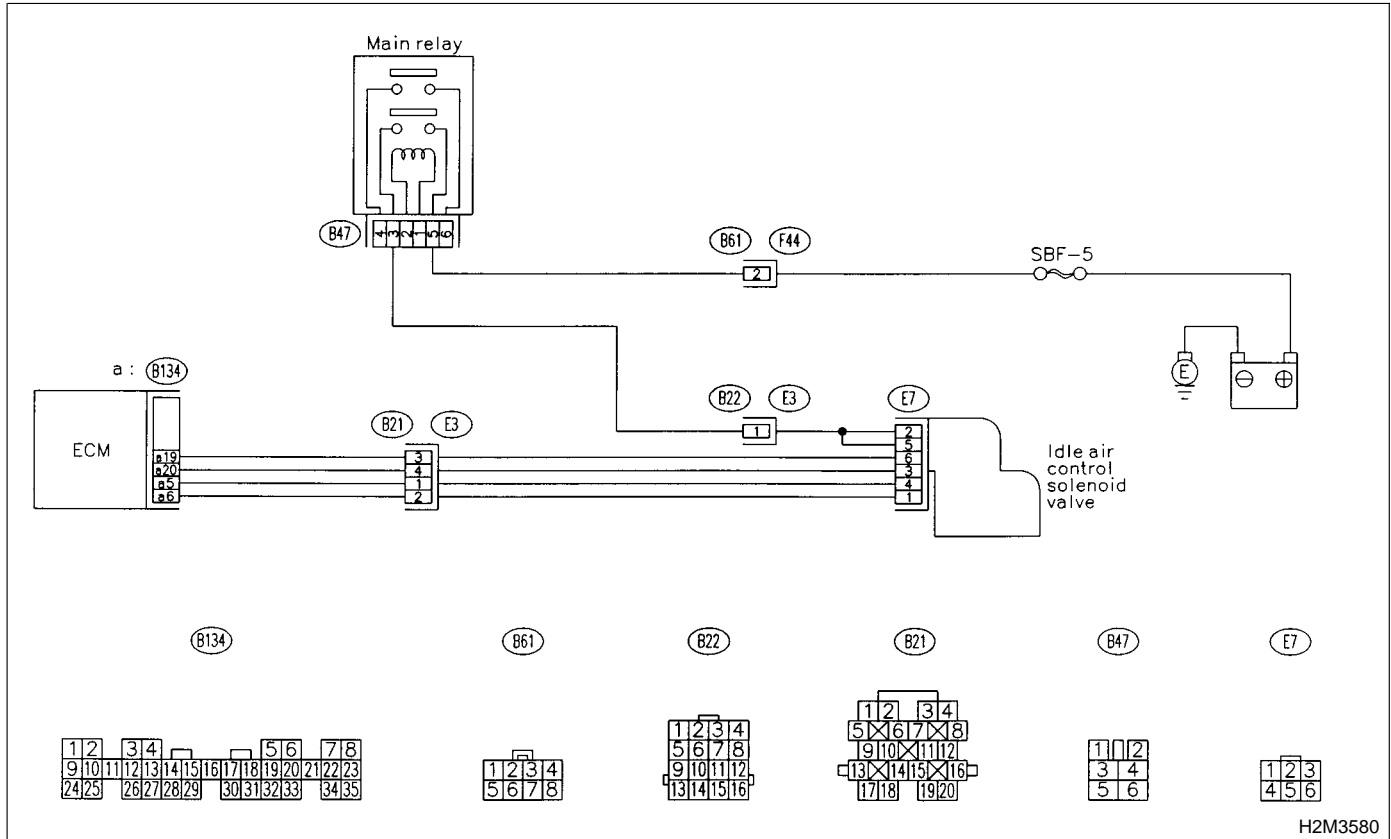 Main relay
B47
4 3 2 1 5 6
B61 F44
2
SBF-5
E
⊖ ⊕
a : B134
ECM
a19
a20
a5
a6
B21 E3
3
4
1
2
B22 E3
1
E7
2
5
6
3
4
1
Idle air
control
solenoid
valve
B134
B61
B22
B21
B47
E7
1 2 3 4 5 6 7 8
9 10 11 12 13 14 15 16 17 18 19 20 21 22 23
24 25 26 27 28 29 30 31 32 33 34 35
1 2 3 4
5 6 7 8
1 2 3 4
5 6 7 8
9 10 11 12
13 14 15 16
1 2 3 4
5 6 7 8
9 10 11 12
13 14 15 16
17 18 19 20
1 2
3 4
5 6
1 2 3
4 5 6
H2M3580